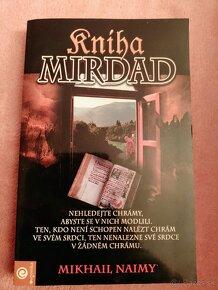 Kniha
MIRDAD
NEHLEDEJTE CHRÁMY,
ABYSTE SE V NICH MODLILI.
TEN, KDO NENÍ SCHOPEN NALÉZT CHRÁM
VE SVÉM SRDCI, TEN NENALEZNE SVÉ SRDCE
V ŽÁDNÉM CHRÁMU.
MIKHAIL NAIMY